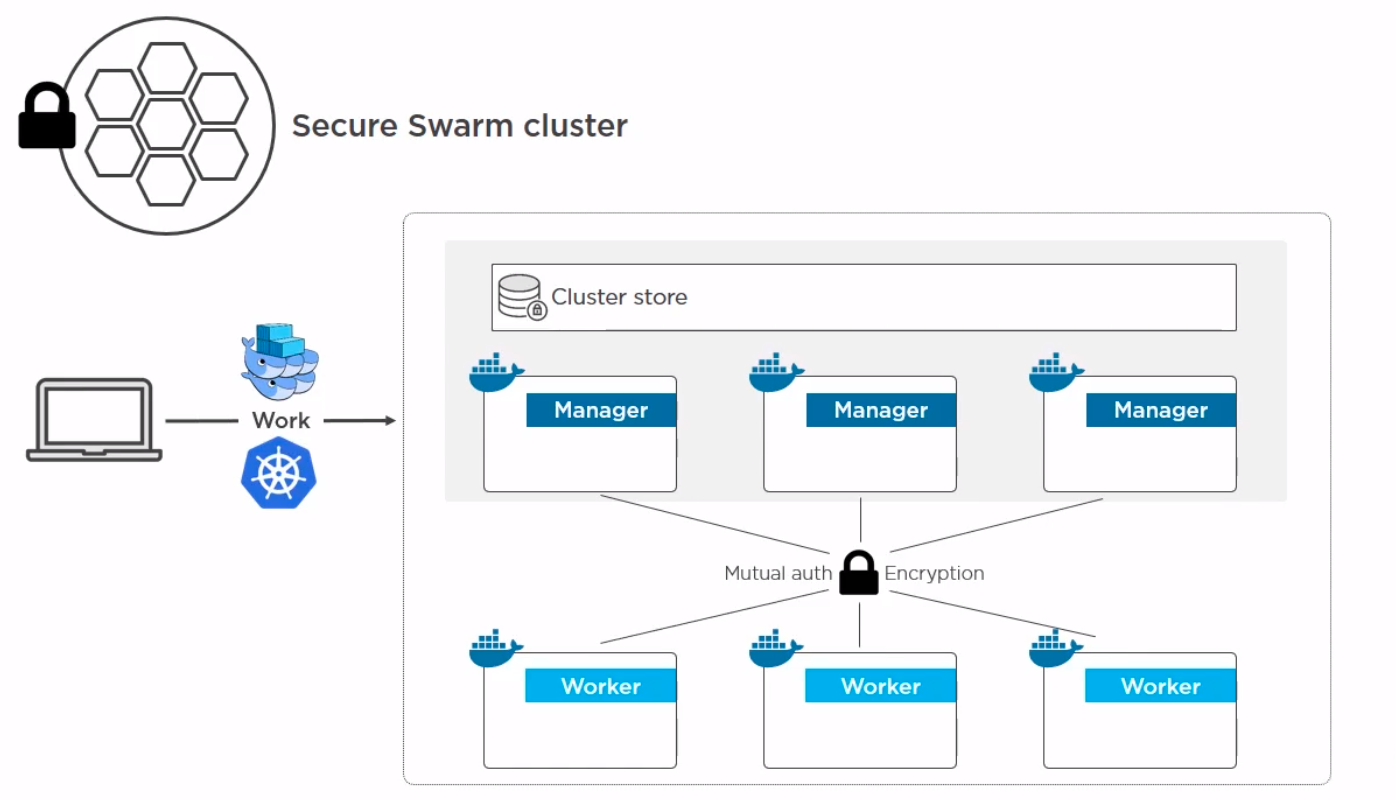 Secure Swarm cluster
Cluster store
Work
Manager
Manager
Manager
Mutual auth
Encryption
Worker
Worker
Worker